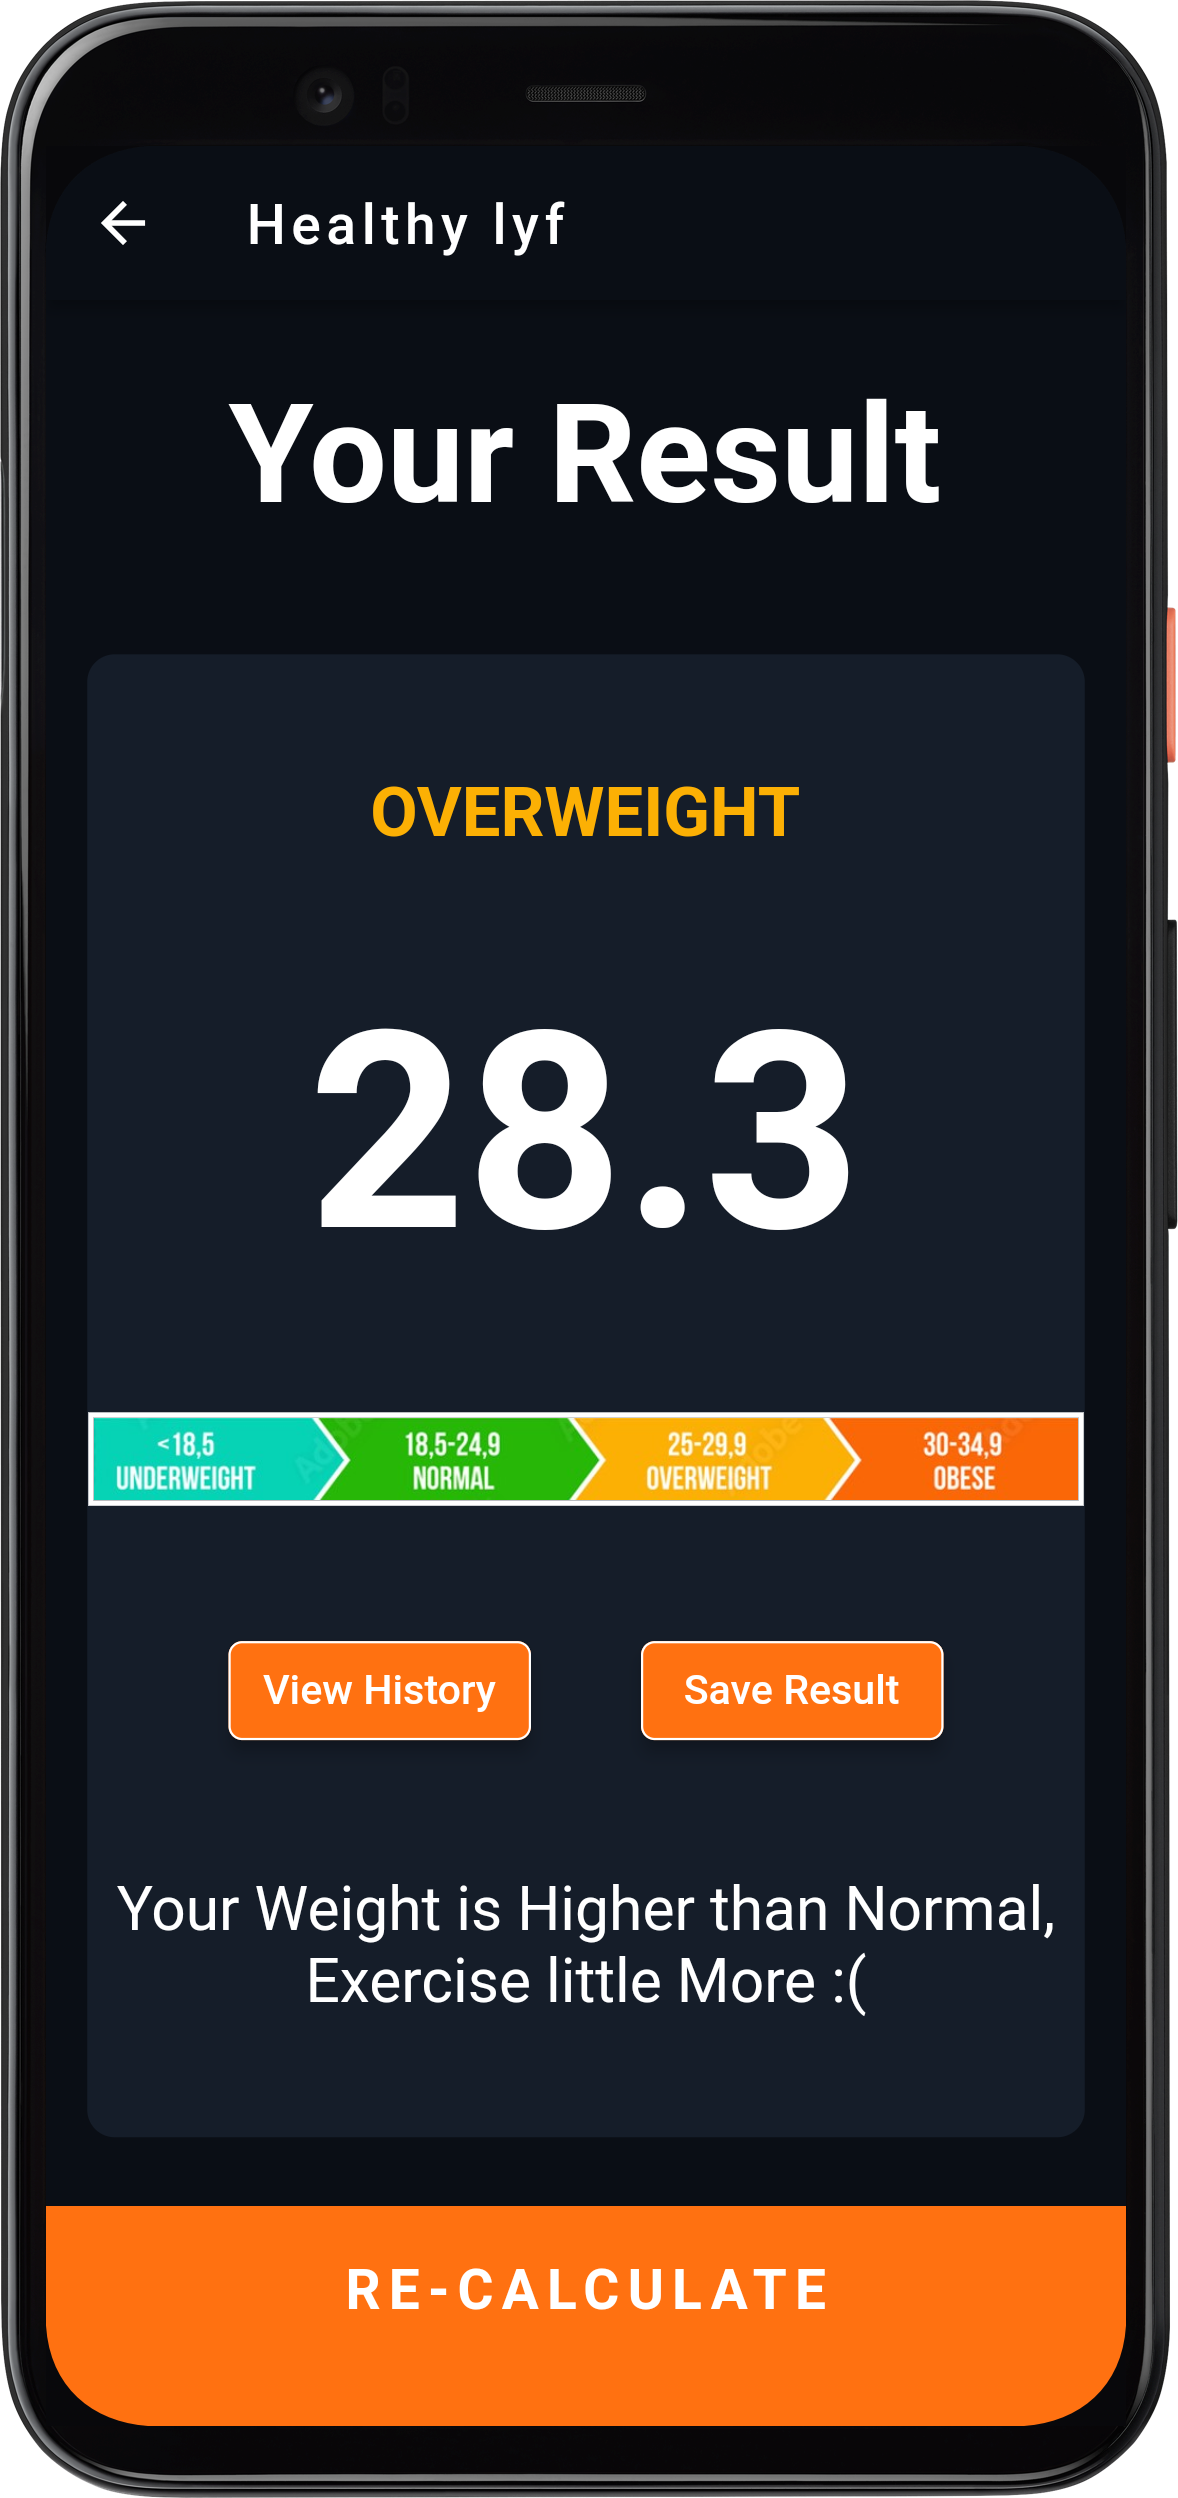 Healthy lyf
Your Result
OVERWEIGHT
28.3
<18,5
UNDERWEIGHT
18,5-24,9
NORMAL
25-29,9
OVERWEIGHT
30-34,9
OBESE
View History
Save Result
Your Weight is Higher than Normal,
Exercise little More :(
RE-CALCULATE